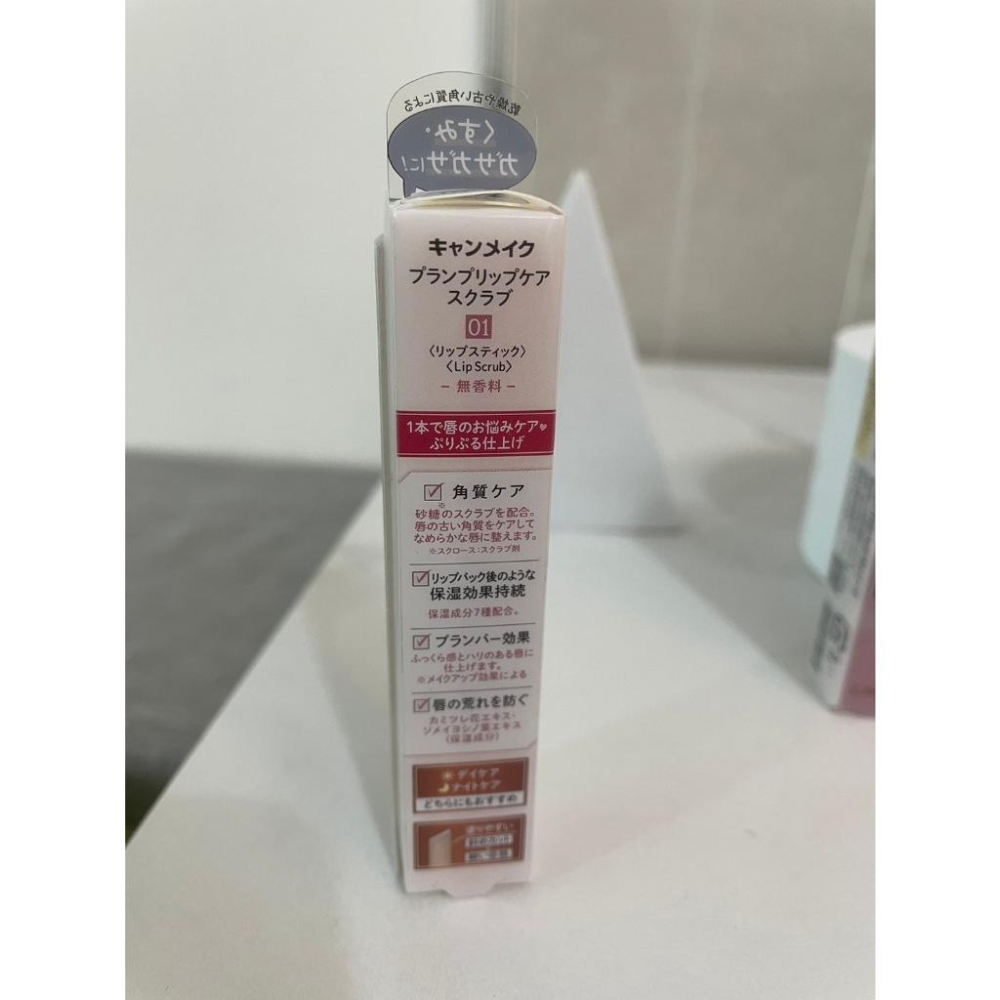 乾燥や古い角質による
くすみ・
ガサガサに!
キャンメイク
プランプリップケア
スクラブ
01
〈リップスティック〉
〈Lip Scrub〉
- 無香料 -
1本で唇のお悩みケア♥
ぷりぷる仕上げ
角質ケア
砂糖※のスクラブを配合。
唇の古い角質をケアして
なめらかな唇に整えます。
※スクロース:スクラブ剤
リップパック後のような
保湿効果持続
保湿成分7種配合。
プランパー効果
ふっくら感とハリのある唇に
仕上げます。
※メイクアップ効果による
唇の荒れを防ぐ
カミツレ花エキス・
ソメイヨシノ葉エキス
(保湿成分)
デイケア
ナイトケア
どちらにもおすすめ
塗りやすい